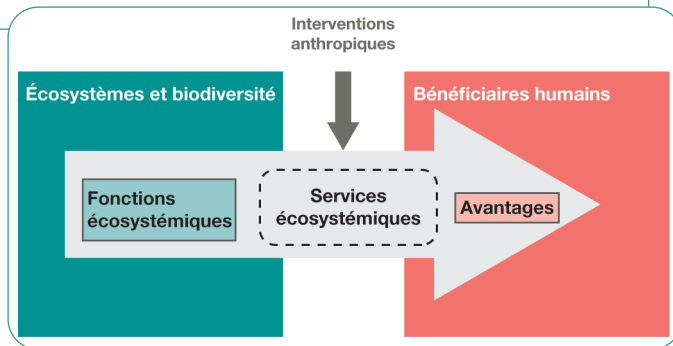 Interventions
anthropiques
Écosystèmes et biodiversité
Bénéficiaires humains
Fonctions
écosystémiques
Services
écosystémiques
Avantages